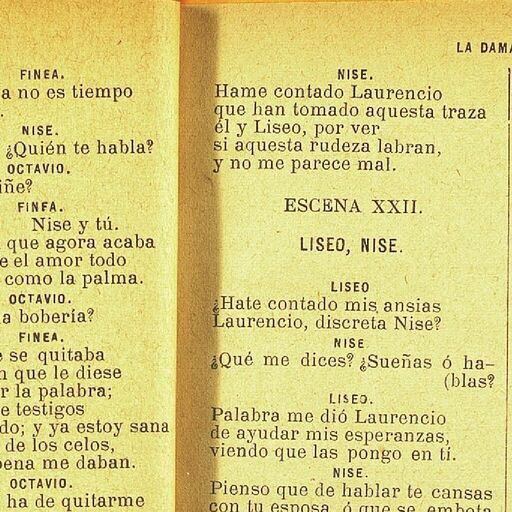 FINEA.
a no es tiempo
NISE.
¿Quién te habla?
OCTAVIO.
iñe?
FINEA.
Nise y tú.
que agora acaba
e el amor todo
como la palma.
OCTAVIO.
a bobería?
FINEA.
e se quitaba
n que le diese
r la palabra;
e testigos
do; y ya estoy sana
de los celos,
pena me daban.
OCTAVIO.
ha de quitarme
LA DAMA
NISE.
Hame contado Laurencio
que han tomado aquesta traza
él y Liseo, por ver
si aquesta rudeza labran,
y no me parece mal.
ESCENA XXII.
LISEO, NISE.
LISEO
¿Hate contado mis ansias
Laurencio, discreta Nise?
NISE
¿Qué me dices? ¿Sueñas ó ha-
(blas?
LISEO.
Palabra me dió Laurencio
de ayudar mis esperanzas,
viendo que las pongo en tí.
NISE.
Pienso que de hablar te cansas
con tu esposa, ó que se embota